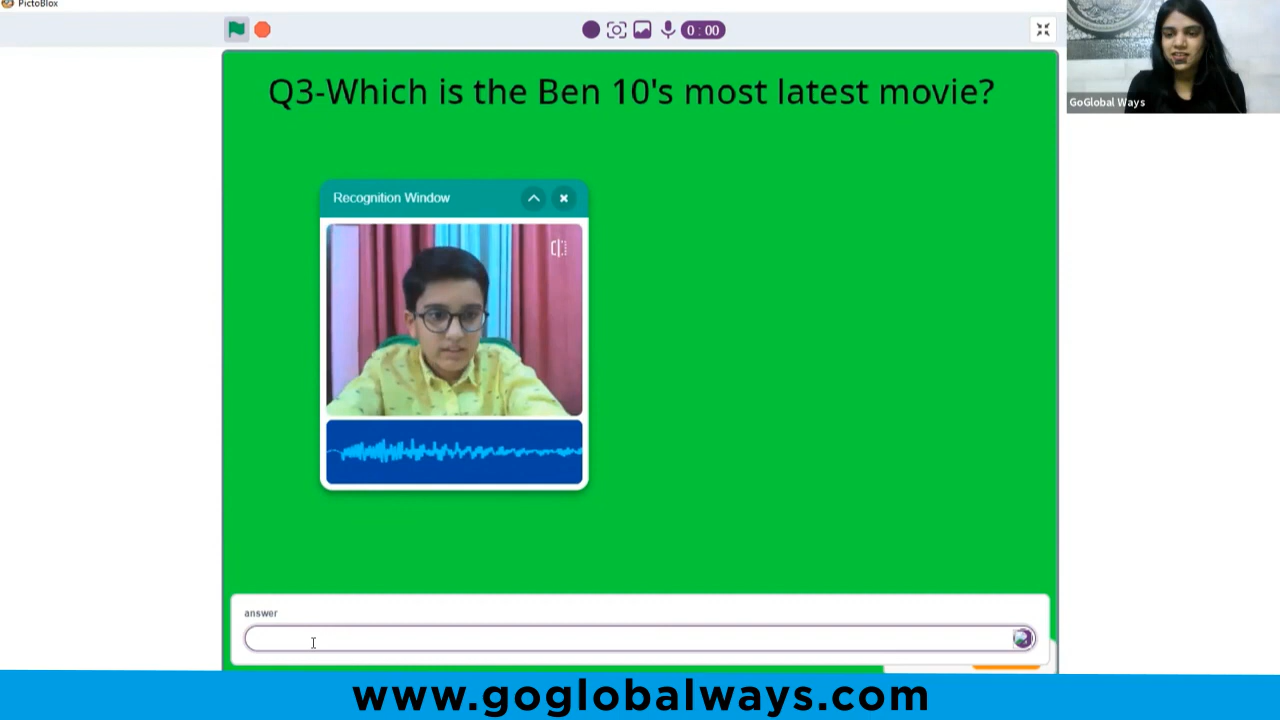 PictoBlox
0 : 00
GoGlobal Ways
Q3-Which is the Ben 10's most latest movie?
Recognition Window
answer
www.goglobalways.com